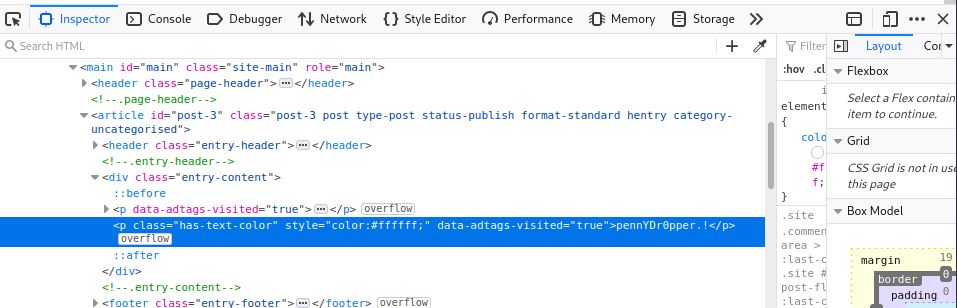 Inspector Console Debugger Network Style Editor Performance Memory Storage
Search HTML
Filter
Layout Co
<main id="main" class="site-main" role="main">
<header class="page-header"></header>
<!--.page-header-->
<article id="post-3" class="post-3 post type-post status-publish format-standard hentry category-
uncategorised">
<header class="entry-header"></header>
<!--.entry-header-->
<div class="entry-content">
::before
<p data-adtags-visited="true"></p> overflow
<p class="has-text-color" style="color:#ffffff;" data-adtags-visited="true">pennYDr0pper.!</p>
overflow
::after
</div>
<!--.entry-content-->
<footer class="entry-footer"></footer> overflow
:hov .cl
i
element
{
colo
#f
f;
}
.site
.commen
area >
:last-c
.site #
post-fl
:last-c
Flexbox
Select a Flex contain
item to continue.
Grid
CSS Grid is not in use
this page
Box Model
margin 19
border 0
padding 0